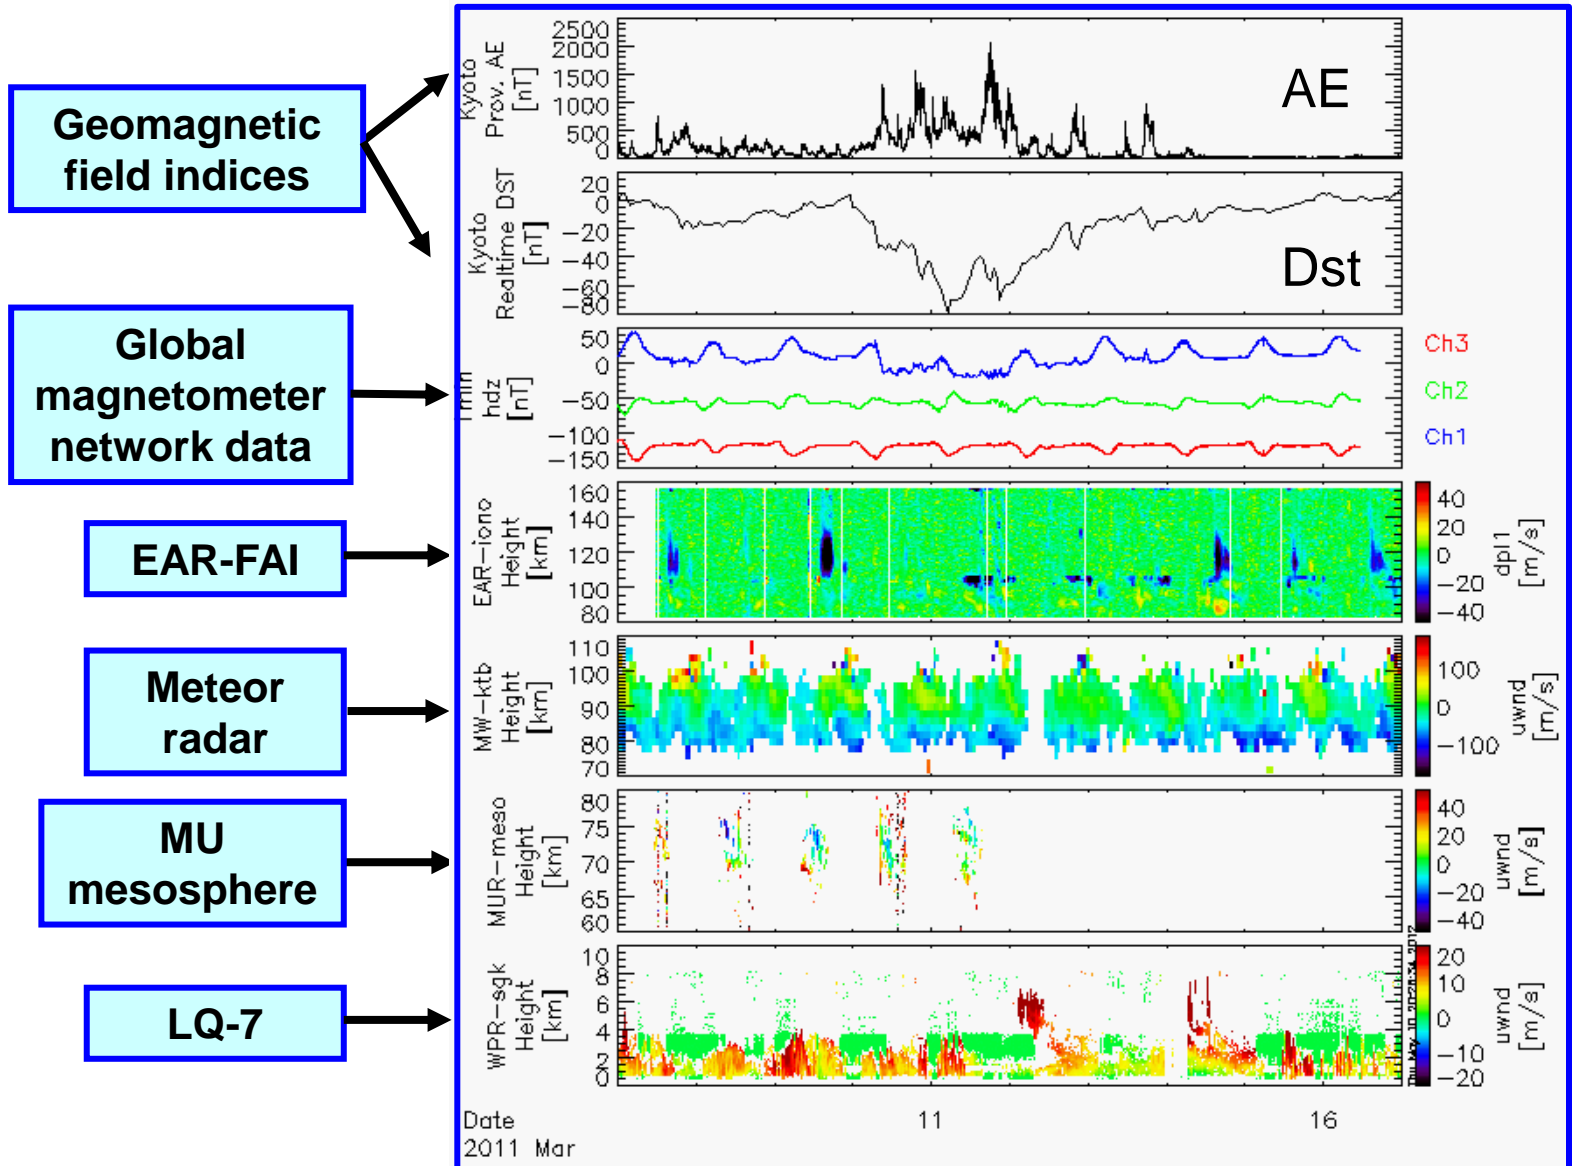 Geomagnetic
field indices
Global
magnetometer
network data
EAR-FAI
Meteor
radar
MU
mesosphere
LQ-7
Kyoto
Prov. AE
[nT]
2500
2000
1500
1000
500
0
AE
Kyoto
Realtime DST
[nT]
20
0
-20
-40
-60
-80
Dst
hdz
[nT]
50
0
-50
-100
-150
Ch3
Ch2
Ch1
EAR-iono
Height
[km]
160
140
120
100
80
40
20
0
-20
-40
dpl1
[m/s]
MW-ktb
Height
[km]
110
100
90
80
70
100
0
-100
uwnd
[m/s]
MUR-meso
Height
[km]
80
75
70
65
60
40
20
0
-20
-40
uwnd
[m/s]
WPR-sgk
Height
[km]
10
8
6
4
2
0
20
10
0
-10
-20
uwnd
[m/s]
Date
2011 Mar
11
16